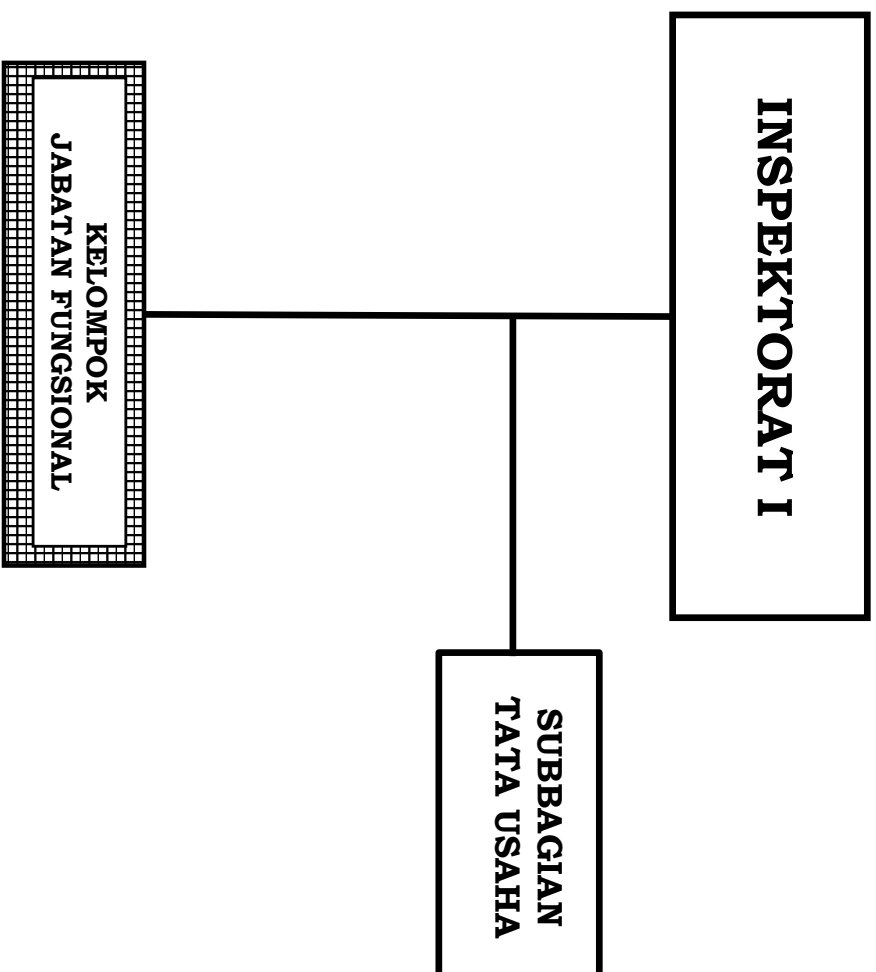 INSPEKTORAT I
SUBBAGIAN
TATA USAHA
KELOMPOK
JABATAN FUNGSIONAL